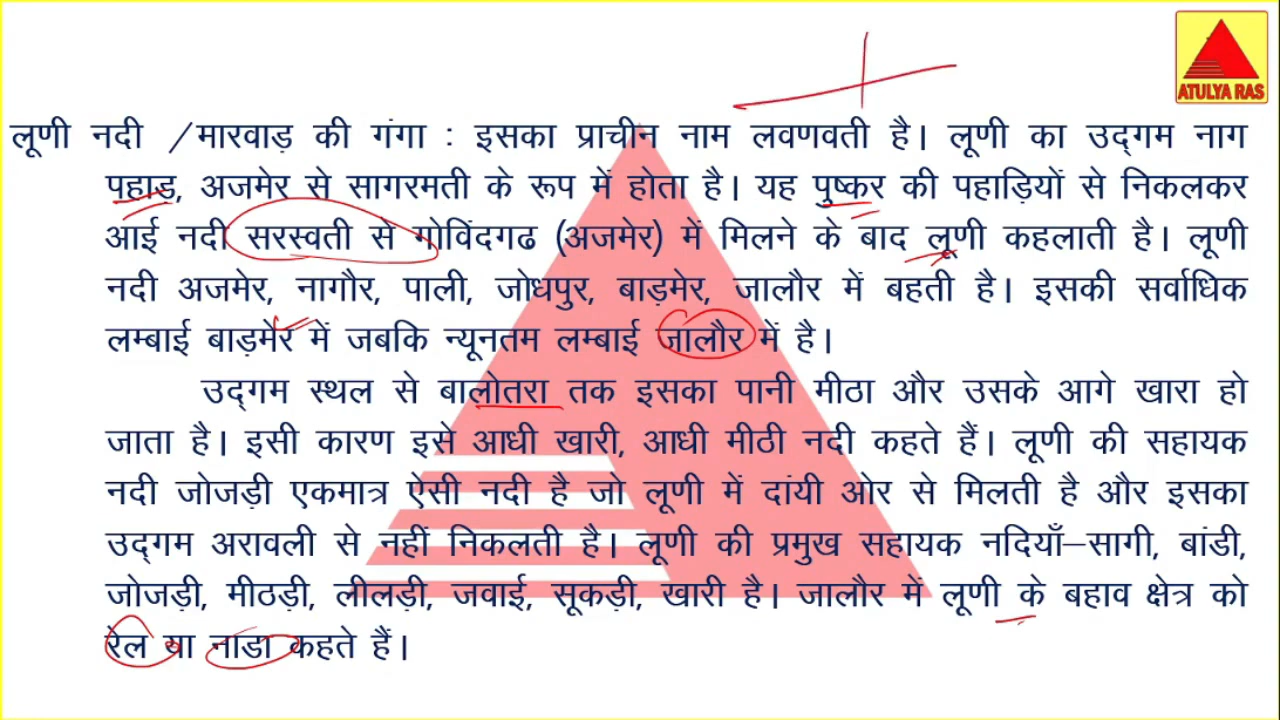 ATULYA RAS
लूणी नदी /मारवाड़ की गंगा : इसका प्राचीन नाम लवणवती है। लूणी का उद्गम नाग
पहाड़, अजमेर से सागरमती के रूप में होता है। यह पुष्कर की पहाड़ियों से निकलकर
आई नदी सरस्वती से गोविंदगढ (अजमेर) में मिलने के बाद लूणी कहलाती है। लूणी
नदी अजमेर, नागौर, पाली, जोधपुर, बाड़मेर, जालौर में बहती है। इसकी सर्वाधिक
लम्बाई बाड़मेर में जबकि न्यूनतम लम्बाई जालौर में है।
उद्गम स्थल से बालोतरा तक इसका पानी मीठा और उसके आगे खारा हो
जाता है। इसी कारण इसे आधी खारी, आधी मीठी नदी कहते हैं। लूणी की सहायक
नदी जोजड़ी एकमात्र ऐसी नदी है जो लूणी में दांयी ओर से मिलती है और इसका
उद्गम अरावली से नहीं निकलती है। लूणी की प्रमुख सहायक नदियाँ–सागी, बांडी,
जोजड़ी, मीठड़ी, लीलड़ी, जवाई, सूकड़ी, खारी है। जालौर में लूणी के बहाव क्षेत्र को
रेल या नाडा कहते हैं।